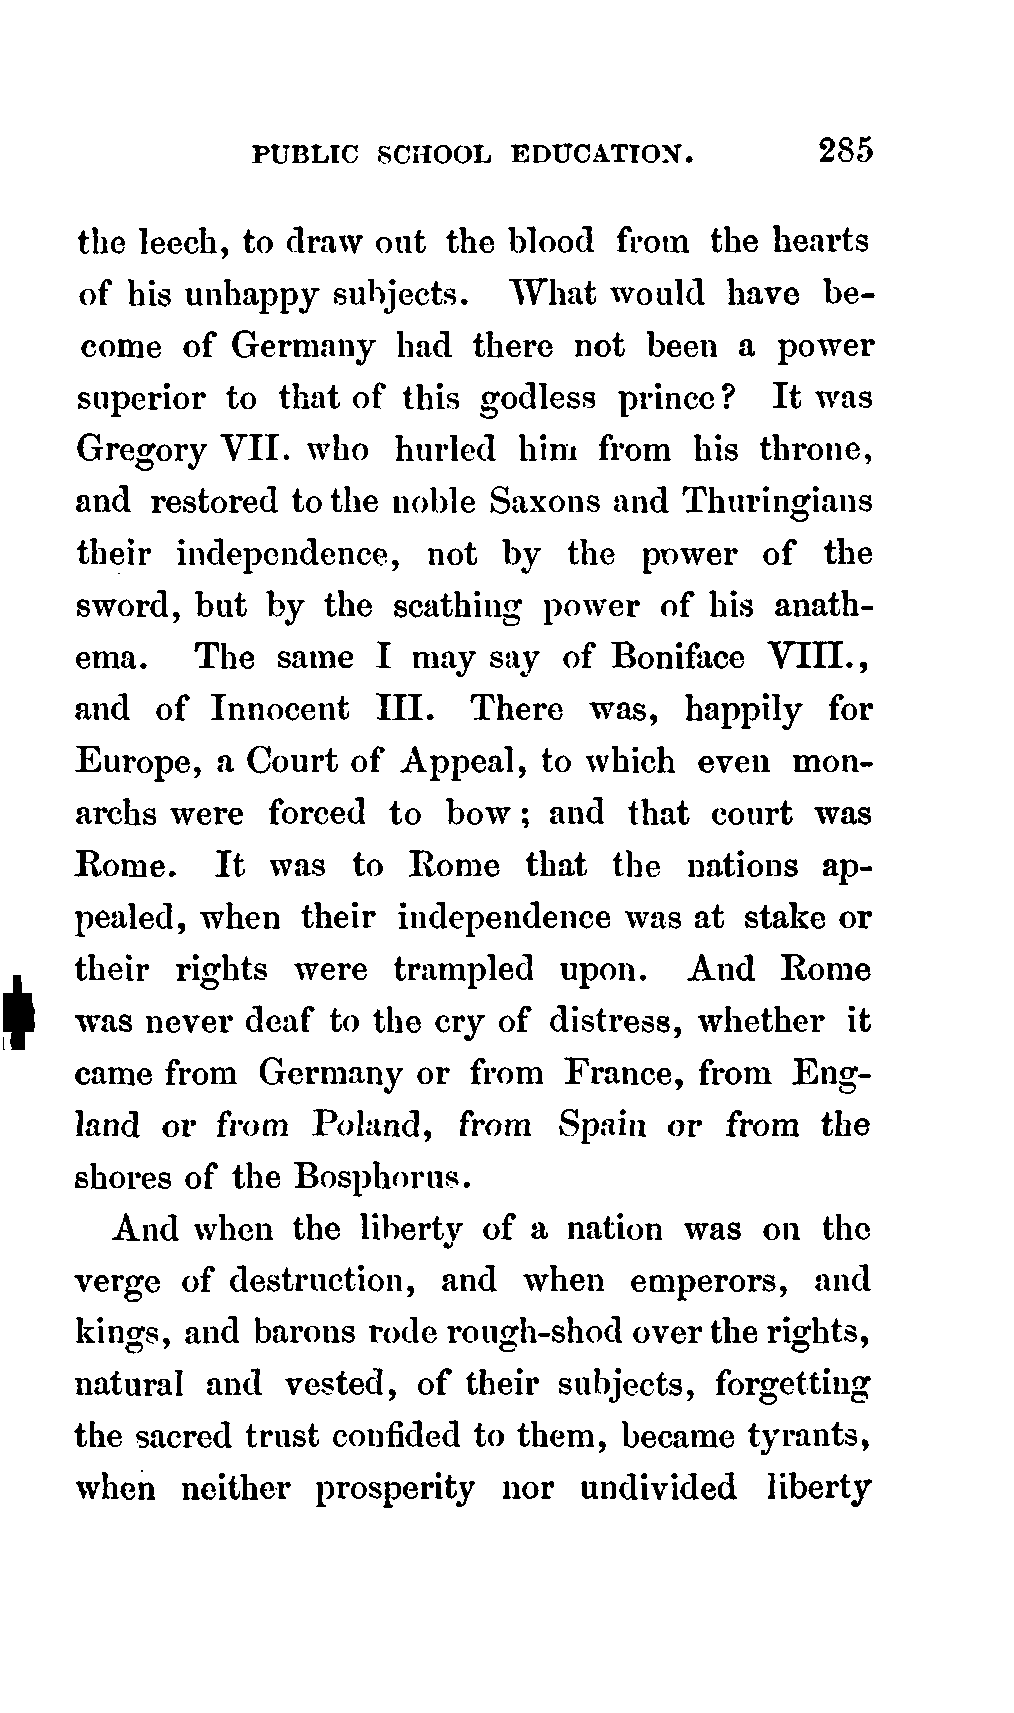 PUBLIC SCHOOL EDUCATION. 285
the leech, to draw out the blood from the hearts
of his unhappy subjects. What would have be-
come of Germany had there not been a power
superior to that of this godless prince? It was
Gregory VII. who hurled him from his throne,
and restored to the noble Saxons and Thuringians
their independence, not by the power of the
sword, but by the scathing power of his anath-
ema. The same I may say of Boniface VIII.,
and of Innocent III. There was, happily for
Europe, a Court of Appeal, to which even mon-
archs were forced to bow; and that court was
Rome. It was to Rome that the nations ap-
pealed, when their independence was at stake or
their rights were trampled upon. And Rome
was never deaf to the cry of distress, whether it
came from Germany or from France, from Eng-
land or from Poland, from Spain or from the
shores of the Bosphorus.
And when the liberty of a nation was on the
verge of destruction, and when emperors, and
kings, and barons rode rough-shod over the rights,
natural and vested, of their subjects, forgetting
the sacred trust confided to them, became tyrants,
when neither prosperity nor undivided liberty